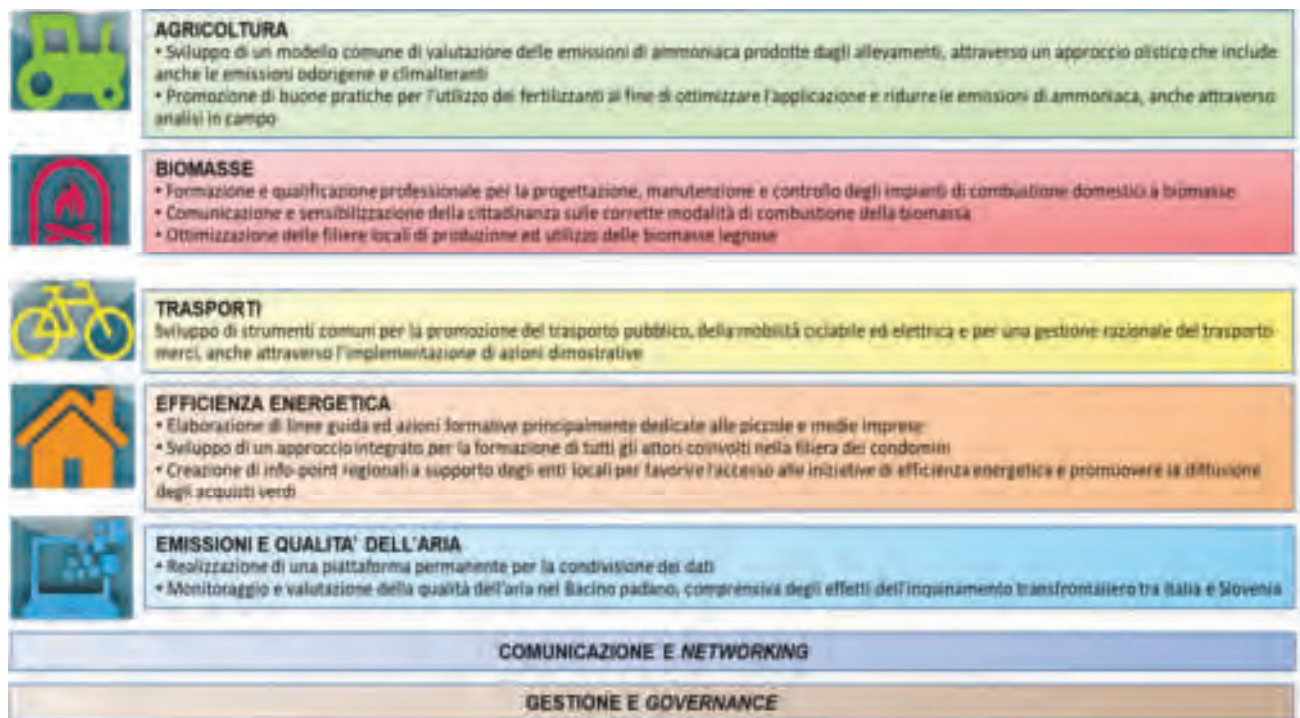 AGRICOLTURA
• Sviluppo di un modello comune di valutazione delle emissioni di ammoniaca prodotte dagli allevamenti, attraverso un approccio olistico che include
anche le emissioni odorigene e climalteranti
• Promozione di buone pratiche per l'utilizzo dei fertilizzanti al fine di ottimizzare l'applicazione e ridurre le emissioni di ammoniaca, anche attraverso
analisi in campo
BIOMASSE
• Formazione e qualificazione professionale per la progettazione, manutenzione e controllo degli impianti di combustione domestici a biomasse
• Comunicazione e sensibilizzazione della cittadinanza sulle corrette modalità di combustione della biomassa
• Ottimizzazione delle filiere locali di produzione ed utilizzo delle biomasse legnose
TRASPORTI
Sviluppo di strumenti comuni per la promozione del trasporto pubblico, della mobilità ciclabile ed elettrica e per una gestione razionale del trasporto
merci, anche attraverso l'implementazione di azioni dimostrative
EFFICIENZA ENERGETICA
• Elaborazione di linee guida ed azioni formative principalmente dedicate alle piccole e medie imprese
• Sviluppo di un approccio integrato per la formazione di tutti gli attori coinvolti nella filiera dei condomini
• Creazione di info-point regionali a supporto degli enti locali per favorire l'accesso alle iniziative di efficienza energetica e promuovere la diffusione
degli acquisti verdi
EMISSIONI E QUALITA' DELL'ARIA
• Realizzazione di una piattaforma permanente per la condivisione dei dati
• Monitoraggio e valutazione della qualità dell'aria nel Bacino padano, comprensiva degli effetti dell'inquinamento transfrontaliero tra Italia e Slovenia
COMUNICAZIONE E NETWORKING
GESTIONE E GOVERNANCE